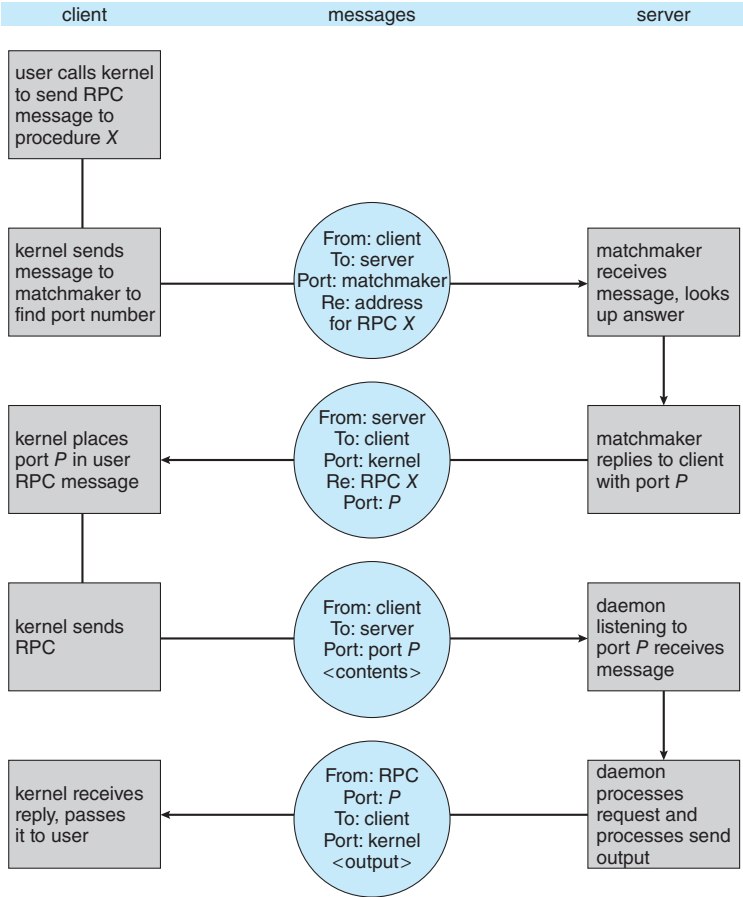 client
messages
server
user calls kernel
to send RPC
message to
procedure X
kernel sends
message to
matchmaker to
find port number
From: client
To: server
Port: matchmaker
Re: address
for RPC X
matchmaker
receives
message, looks
up answer
kernel places
port P in user
RPC message
From: server
To: client
Port: kernel
Re: RPC X
Port: P
matchmaker
replies to client
with port P
kernel sends
RPC
From: client
To: server
Port: port P
<contents>
daemon
listening to
port P receives
message
kernel receives
reply, passes
it to user
From: RPC
Port: P
To: client
Port: kernel
<output>
daemon
processes
request and
processes send
output